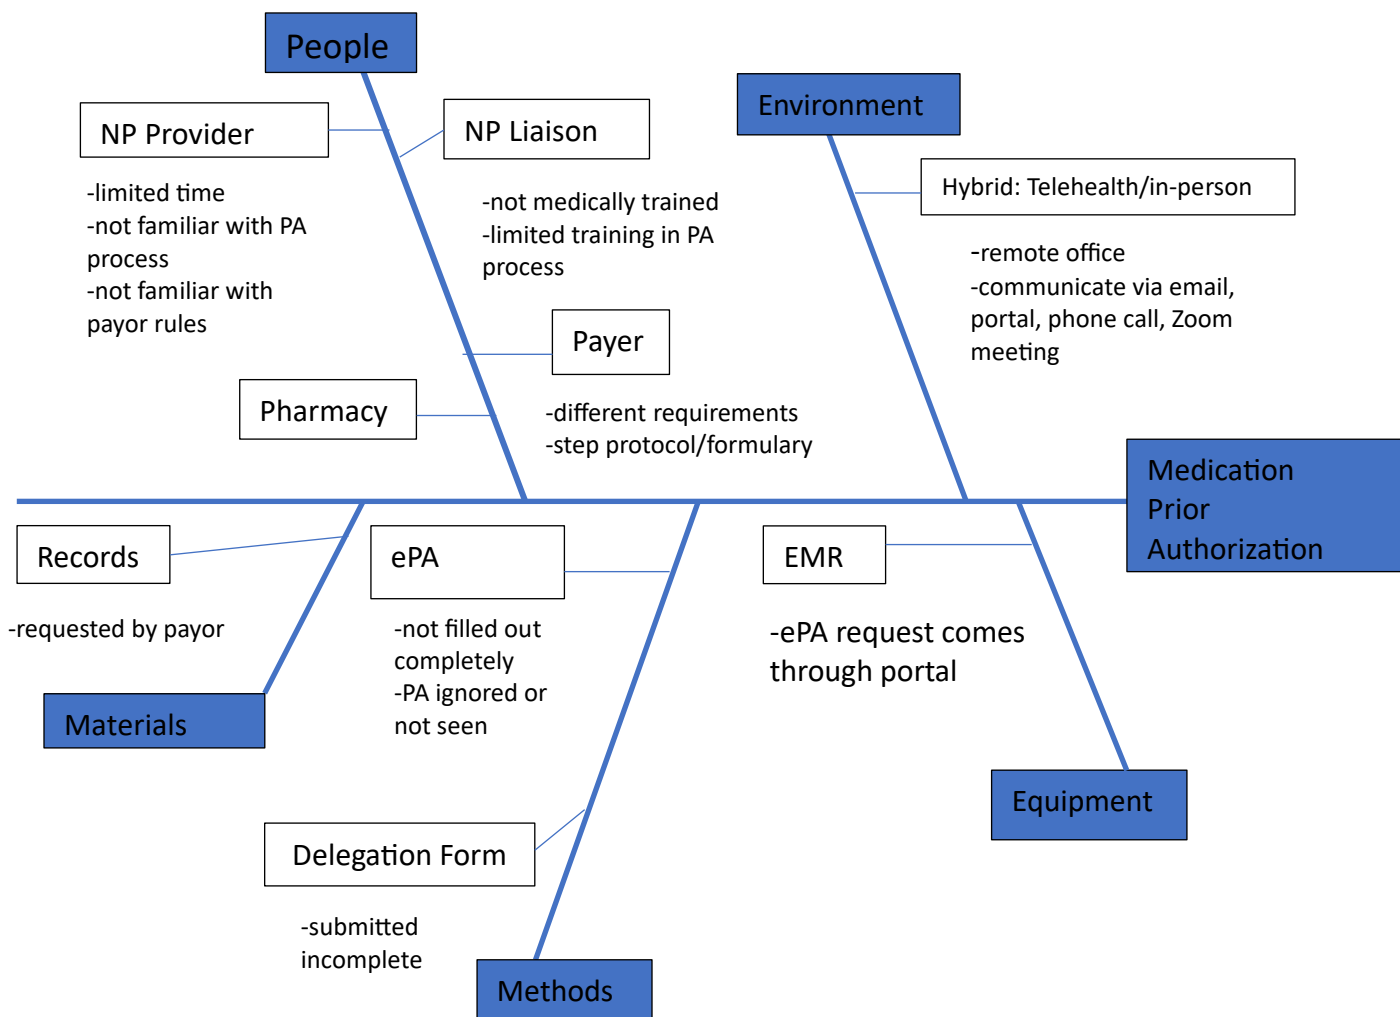 People
NP Provider
-limited time
-not familiar with PA
process
-not familiar with
payor rules
NP Liaison
-not medically trained
-limited training in PA
process
Payer
-different requirements
-step protocol/formulary
Pharmacy
Environment
Hybrid: Telehealth/in-person
-remote office
-communicate via email,
portal, phone call, Zoom
meeting
Medication
Prior
Authorization
Records
-requested by payor
Materials
ePA
-not filled out
completely
-PA ignored or
not seen
Delegation Form
-submitted
incomplete
Methods
EMR
-ePA request comes
through portal
Equipment